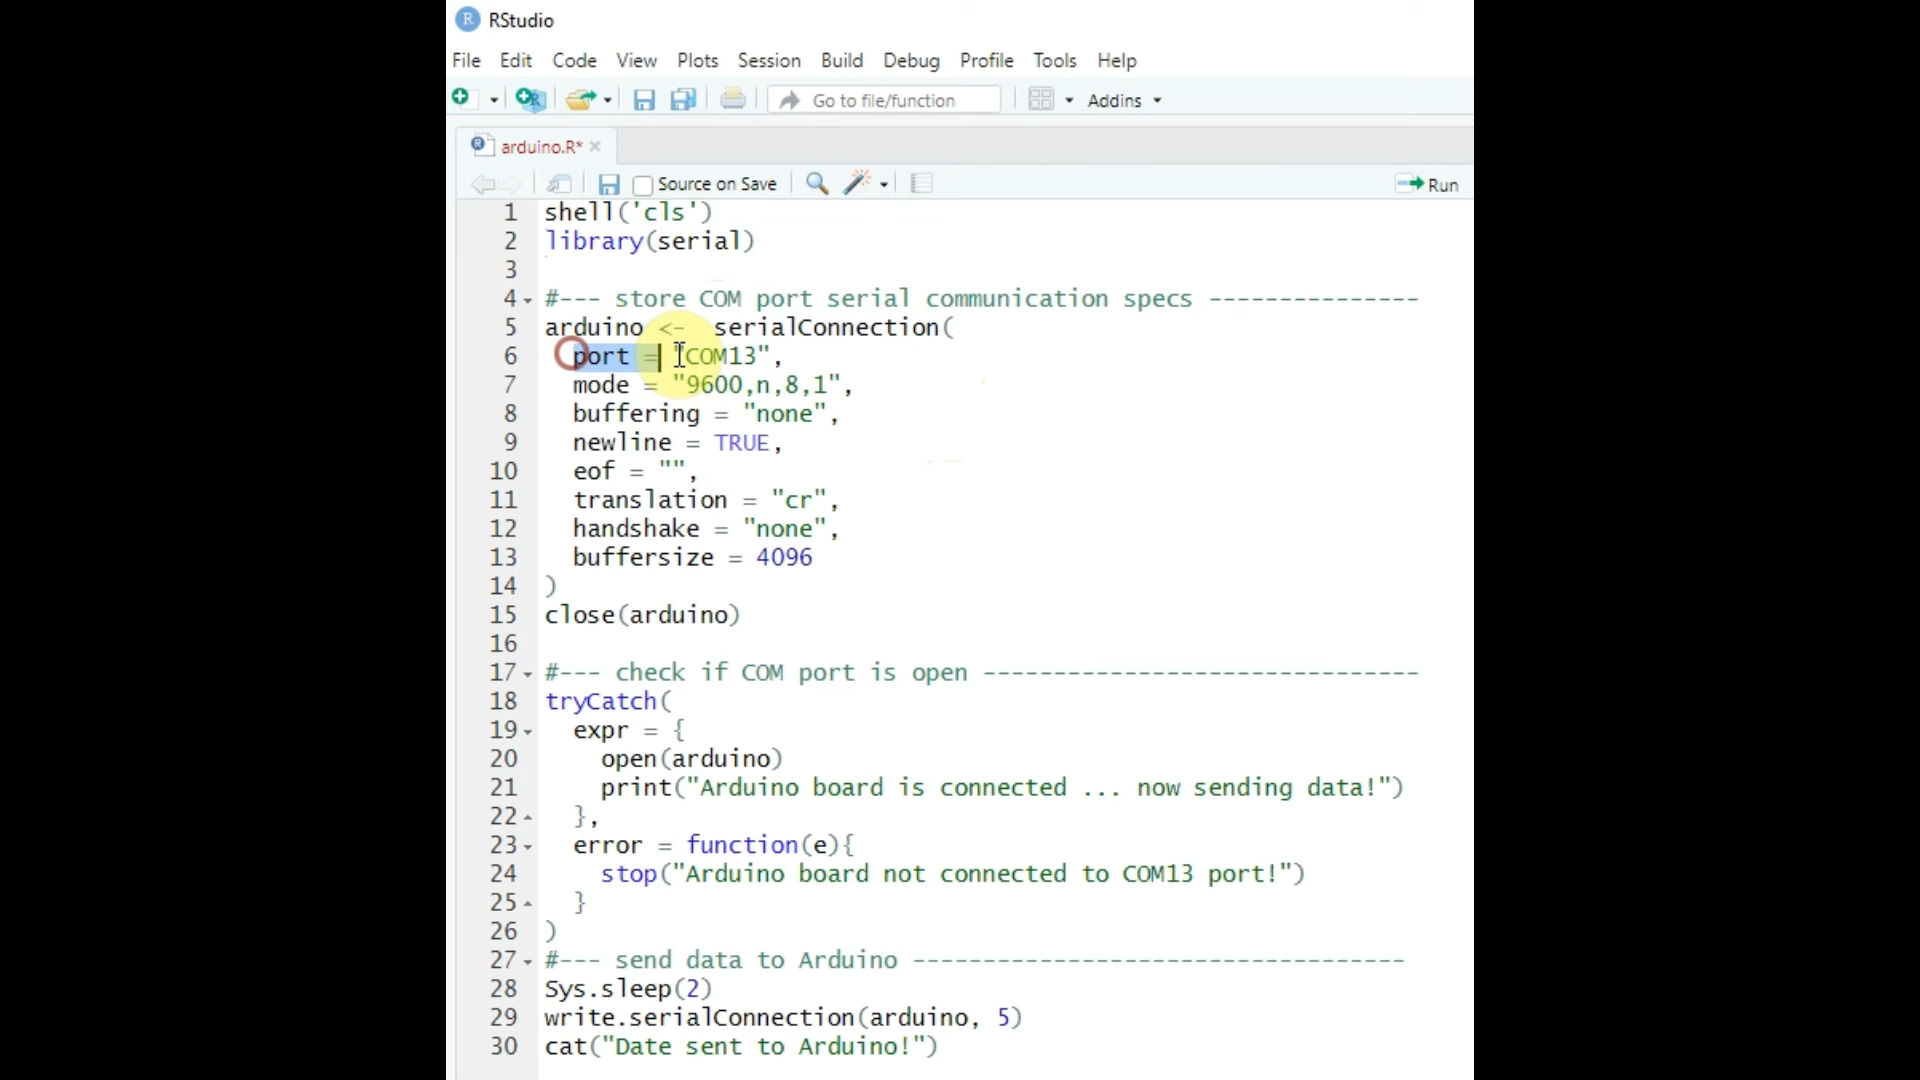 RStudio
File Edit Code View Plots Session Build Debug Profile Tools Help
Go to file/function Addins
arduino.R*
Source on Save Run
1 shell('cls')
2 library(serial)
3
4 #--- store COM port serial communication specs ---------------
5 arduino <-  serialConnection(
6   port = "COM13",
7   mode = "9600,n,8,1",
8   buffering = "none",
9   newline = TRUE,
10   eof = "",
11   translation = "cr",
12   handshake = "none",
13   buffersize = 4096
14 )
15 close(arduino)
16
17 #--- check if COM port is open -------------------------------
18 tryCatch(
19   expr = {
20     open(arduino)
21     print("Arduino board is connected ... now sending data!")
22   },
23   error = function(e){
24     stop("Arduino board not connected to COM13 port!")
25   }
26 )
27 #--- send data to Arduino -----------------------------------
28 Sys.sleep(2)
29 write.serialConnection(arduino, 5)
30 cat("Date sent to Arduino!")